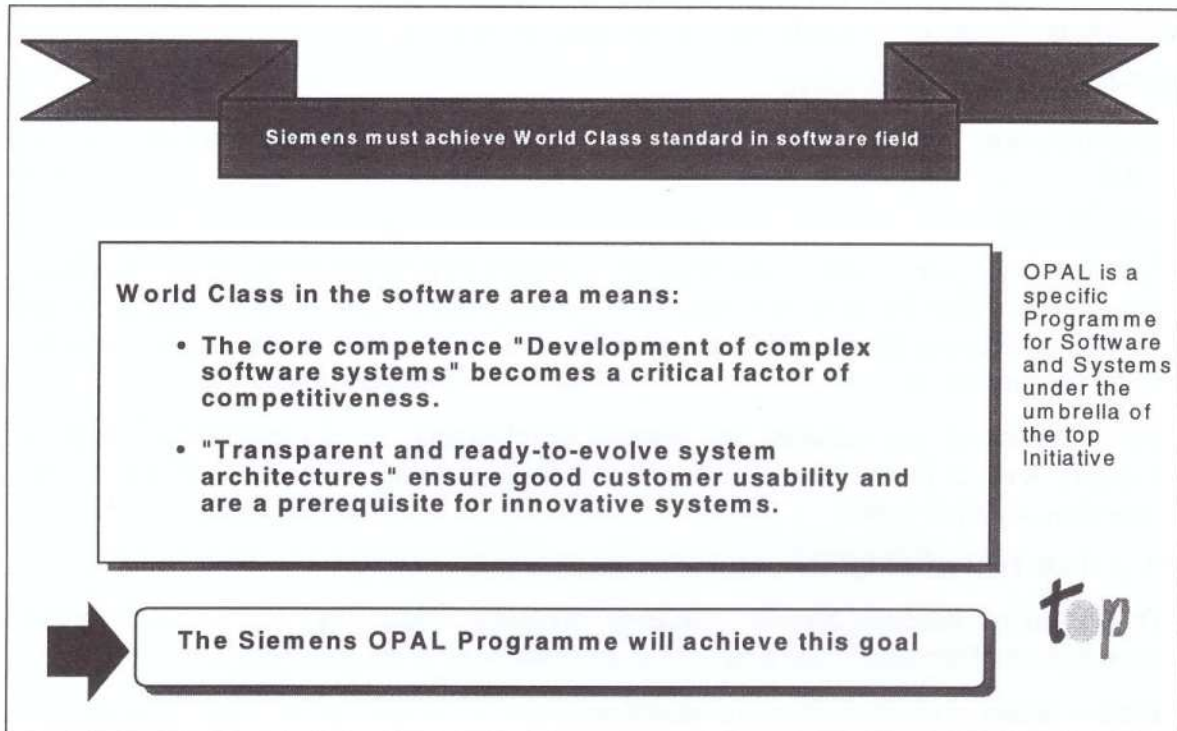 Siemens must achieve World Class standard in software field
World Class in the software area means:
• The core competence "Development of complex
software systems" becomes a critical factor of
competitiveness.
• "Transparent and ready-to-evolve system
architectures" ensure good customer usability and
are a prerequisite for innovative systems.
OPAL is a
specific
Programme
for Software
and Systems
under the
umbrella of
the top
Initiative
The Siemens OPAL Programme will achieve this goal
top